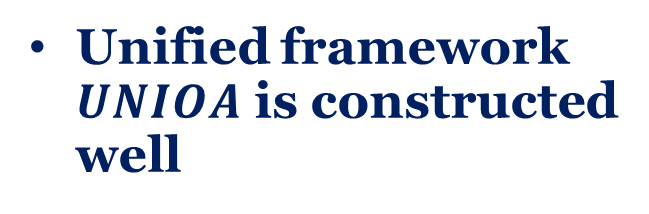 • Unified framework
UNIOA is constructed
well